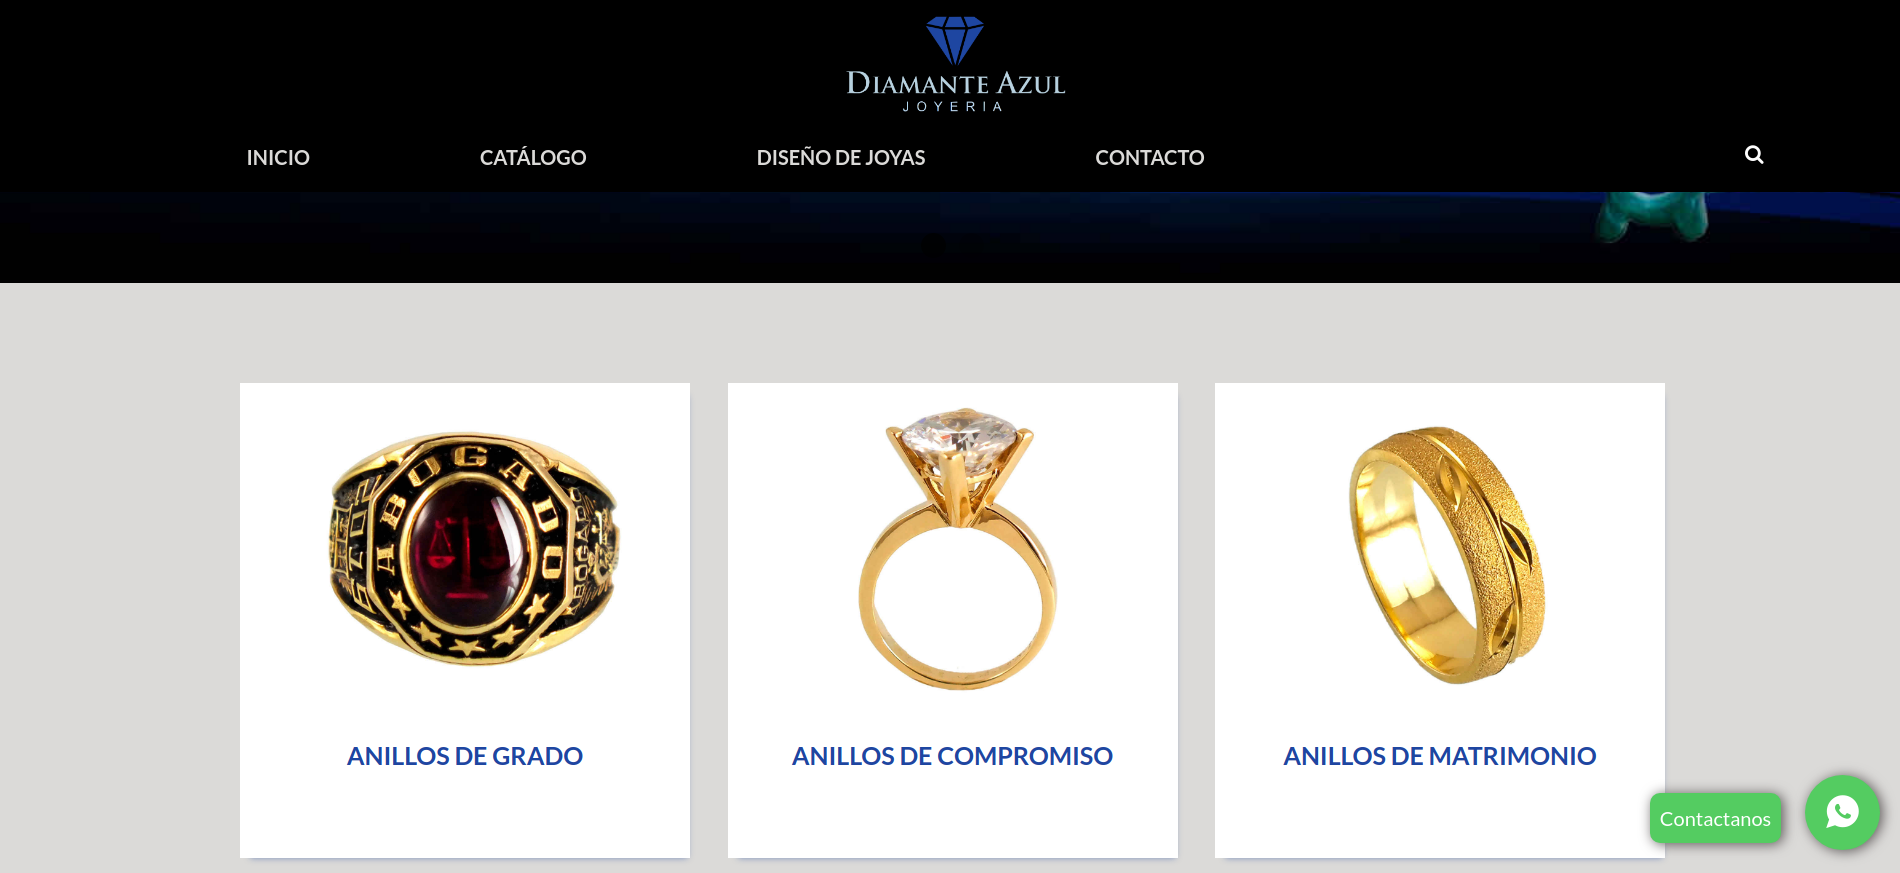 DIAMANTE AZUL
JOYERIA
INICIO
CATÁLOGO
DISEÑO DE JOYAS
CONTACTO
ABOGADO
ABOGADO
ANILLOS DE GRADO
ANILLOS DE COMPROMISO
ANILLOS DE MATRIMONIO
Contactanos